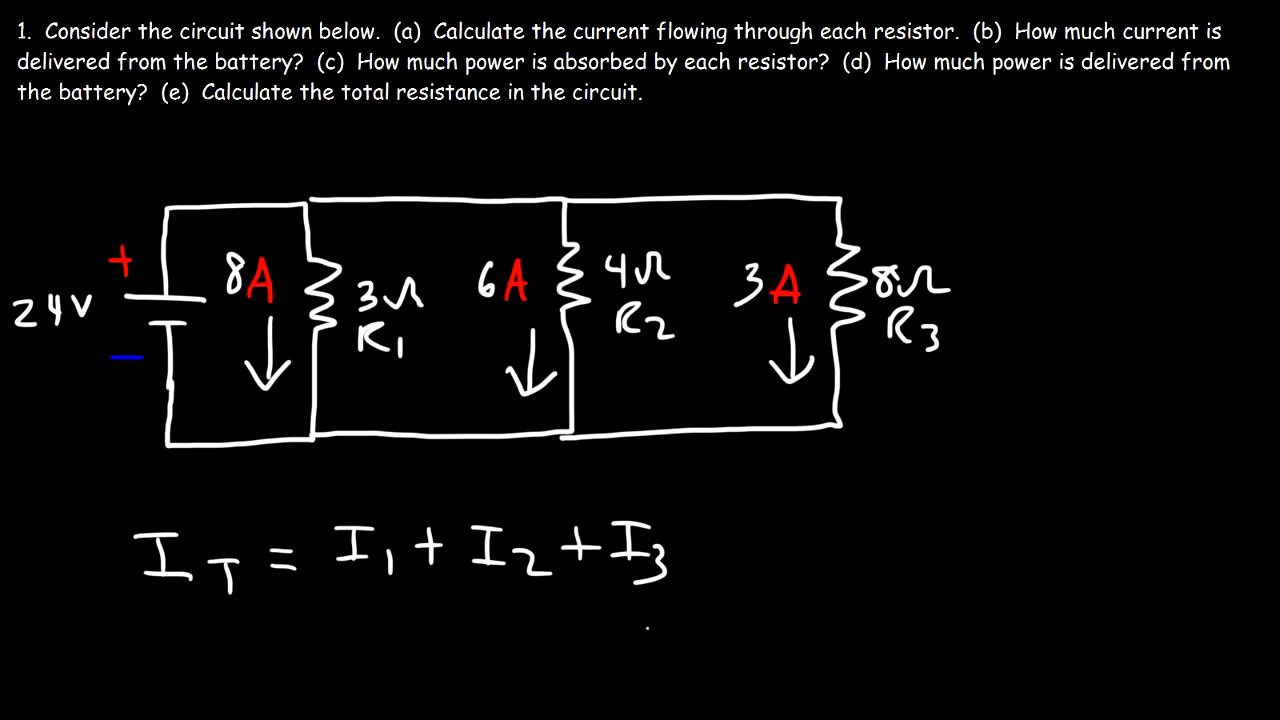 1. Consider the circuit shown below. (a) Calculate the current flowing through each resistor. (b) How much current is
delivered from the battery? (c) How much power is absorbed by each resistor? (d) How much power is delivered from
the battery? (e) Calculate the total resistance in the circuit.
+
24V
−
8A
3Ω
R1
6A
4Ω
R2
3A
8Ω
R3
IT = I1 + I2 + I3